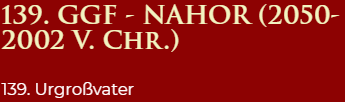 139. GGF - NAHOR (2050-
2002 V. CHR.)
139. Urgroßvater